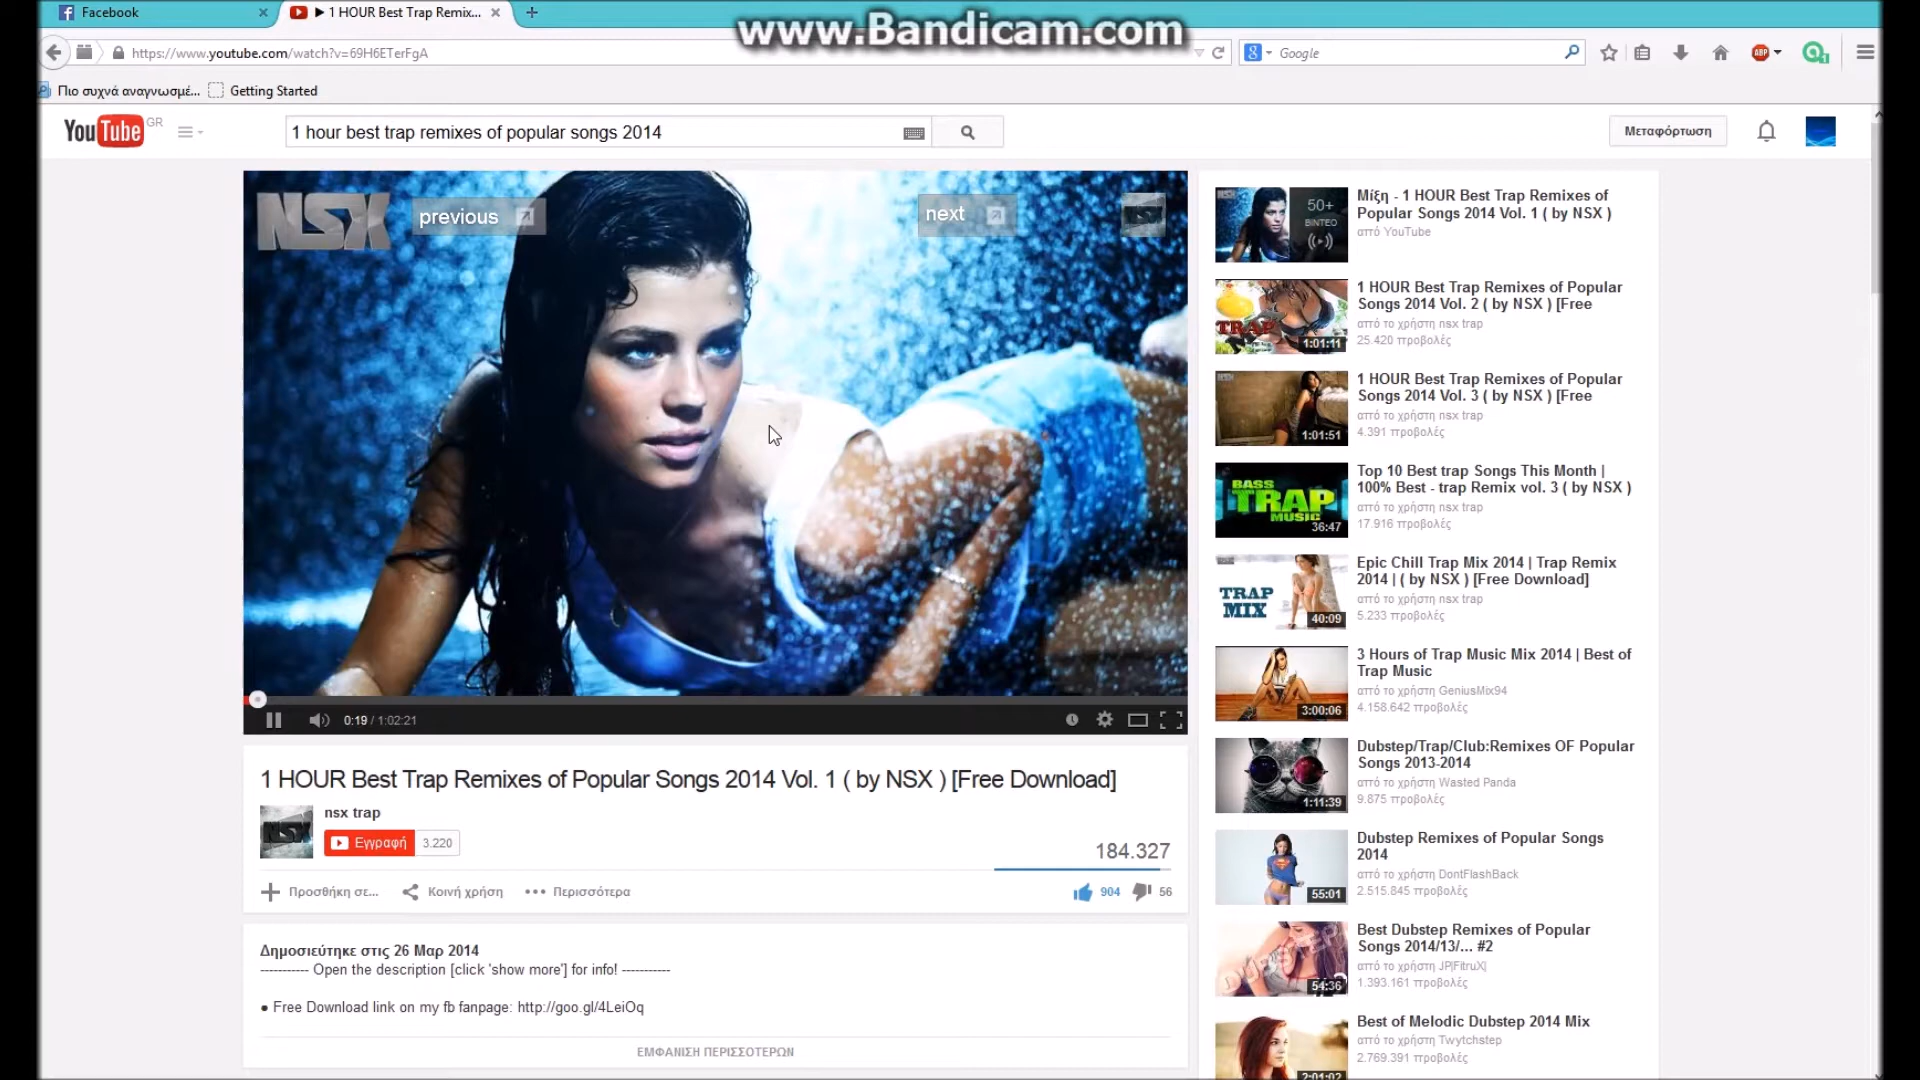 Facebook
1 HOUR Best Trap Remix...
www.Bandicam.com
https://www.youtube.com/watch?v=69H6ETerFgA
Google
ABP
Πιο συχνά αναγνωσμέ...
Getting Started
YouTube GR
1 hour best trap remixes of popular songs 2014
Μεταφόρτωση
NSX
previous
next
0:19 / 1:02:21
1 HOUR Best Trap Remixes of Popular Songs 2014 Vol. 1 ( by NSX ) [Free Download]
nsx trap
NSX
Εγγραφή
3.220
184.327
Προσθήκη σε...
Κοινή χρήση
Περισσότερα
904
56
Δημοσιεύτηκε στις 26 Μαρ 2014
----------- Open the description [click 'show more'] for info! -----------
● Free Download link on my fb fanpage: http://goo.gl/4LeiOq
ΕΜΦΑΝΙΣΗ ΠΕΡΙΣΣΟΤΕΡΩΝ
50+
ΒΙΝΤΕΟ
Μίξη - 1 HOUR Best Trap Remixes of
Popular Songs 2014 Vol. 1 ( by NSX )
από YouTube
TRAP
1:01:11
1 HOUR Best Trap Remixes of Popular
Songs 2014 Vol. 2 ( by NSX ) [Free
από το χρήστη nsx trap
25.420 προβολές
1:01:51
1 HOUR Best Trap Remixes of Popular
Songs 2014 Vol. 3 ( by NSX ) [Free
από το χρήστη nsx trap
4.391 προβολές
BASS
TRAP
MUSIC
36:47
Top 10 Best trap Songs This Month |
100% Best - trap Remix vol. 3 ( by NSX )
από το χρήστη nsx trap
17.916 προβολές
TRAP
MIX
40:09
Epic Chill Trap Mix 2014 | Trap Remix
2014 | ( by NSX ) [Free Download]
από το χρήστη nsx trap
5.233 προβολές
3:00:06
3 Hours of Trap Music Mix 2014 | Best of
Trap Music
από το χρήστη GeniusMix94
4.158.642 προβολές
1:11:39
Dubstep/Trap/Club:Remixes OF Popular
Songs 2013-2014
από το χρήστη Wasted Panda
9.875 προβολές
55:01
Dubstep Remixes of Popular Songs
2014
από το χρήστη DontFlashBack
2.515.845 προβολές
54:36
Best Dubstep Remixes of Popular
Songs 2014/13/... #2
από το χρήστη JP|FitruX|
1.393.161 προβολές
2:01:02
Best of Melodic Dubstep 2014 Mix
από το χρήστη Twytchstep
2.769.391 προβολές